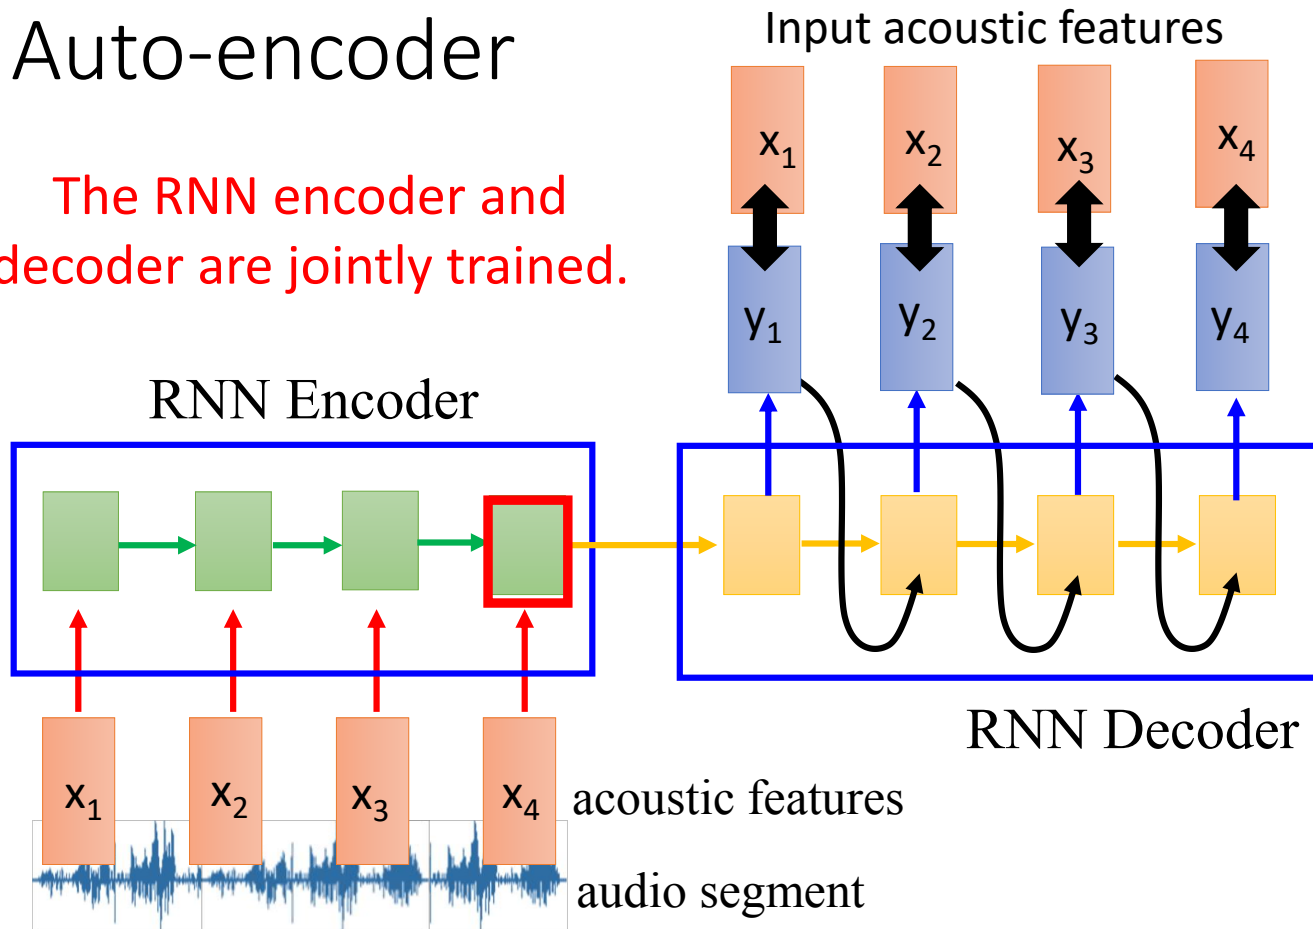 Auto-encoder
Input acoustic features
x1 x2 x3 x4
The RNN encoder and
decoder are jointly trained.
y1 y2 y3 y4
RNN Encoder
RNN Decoder
x1 x2 x3 x4
acoustic features
audio segment